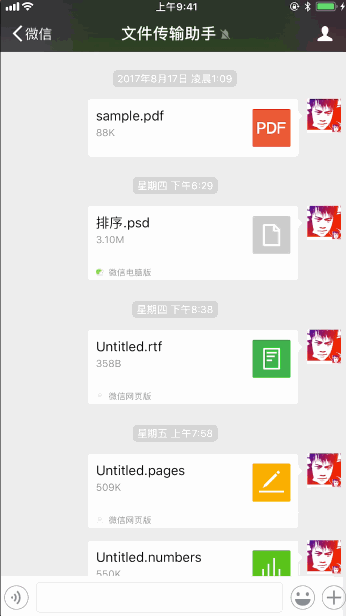 上午9:41
微信
文件传输助手
2017年8月17日 凌晨1:09
sample.pdf
88K
PDF
星期四 下午6:29
排序.psd
3.10M
微信电脑版
星期四 下午8:38
Untitled.rtf
358B
微信网页版
星期五 上午7:58
Untitled.pages
509K
微信网页版
Untitled.numbers
550K